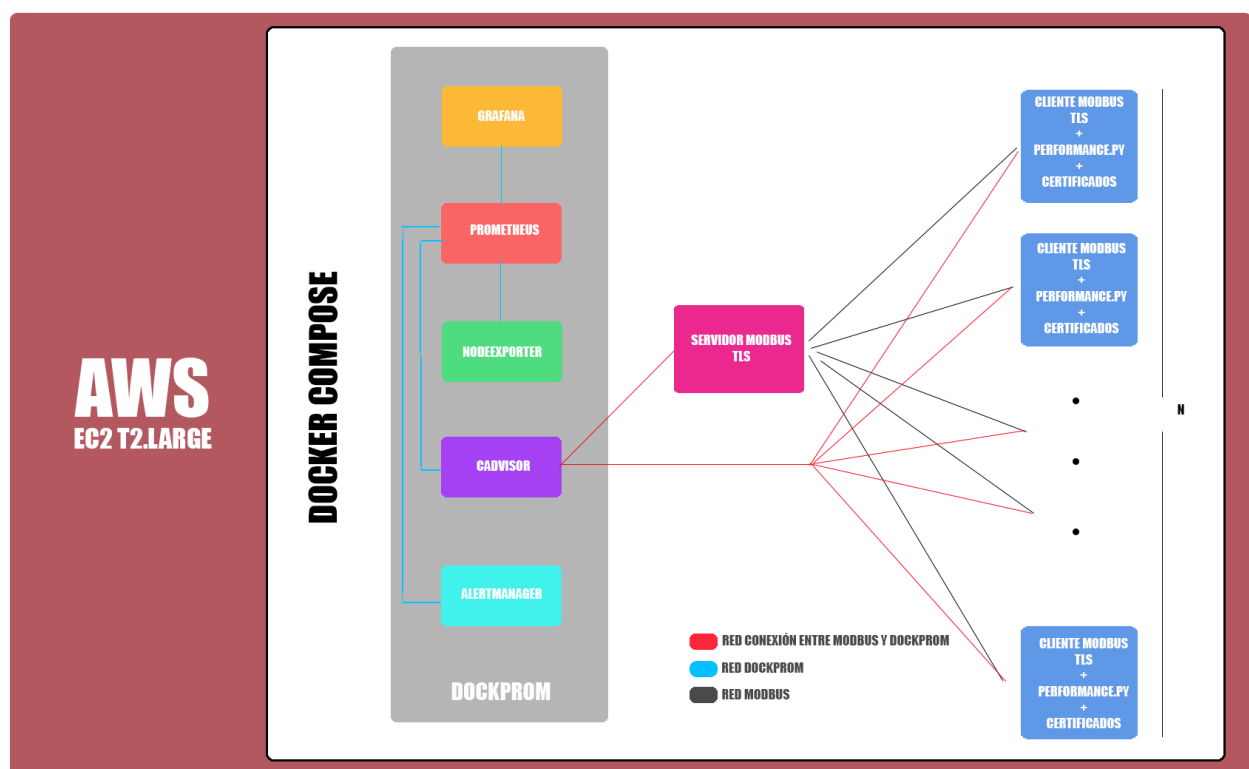 AWS
EC2 T2.LARGE
DOCKER COMPOSE
GRAFANA
PROMETHEUS
NODEEXPORTER
CADVISOR
ALERTMANAGER
DOCKPROM
SERVIDOR MODBUS
TLS
CLIENTE MODBUS
TLS
+
PERFORMANCE.PY
+
CERTIFICADOS
CLIENTE MODBUS
TLS
+
PERFORMANCE.PY
+
CERTIFICADOS
N
CLIENTE MODBUS
TLS
+
PERFORMANCE.PY
+
CERTIFICADOS
RED CONEXIÓN ENTRE MODBUS Y DOCKPROM
RED DOCKPROM
RED MODBUS